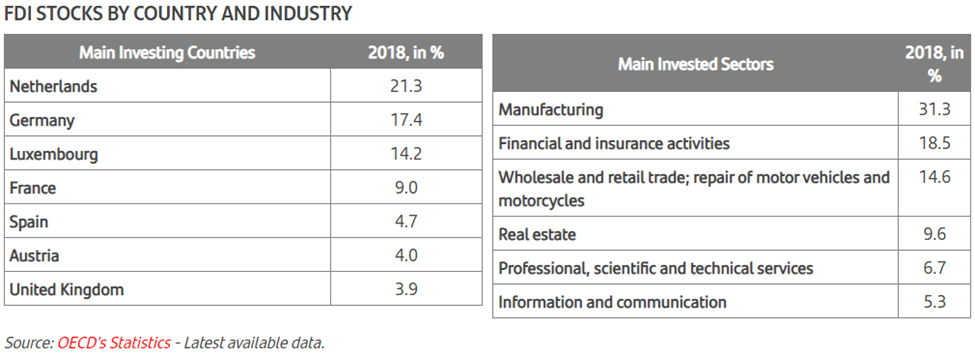 FDI STOCKS BY COUNTRY AND INDUSTRY
Main Investing Countries 2018, in %
Netherlands 21.3
Germany 17.4
Luxembourg 14.2
France 9.0
Spain 4.7
Austria 4.0
United Kingdom 3.9
Main Invested Sectors 2018, in
%
Manufacturing 31.3
Financial and insurance activities 18.5
Wholesale and retail trade; repair of motor vehicles and 14.6
motorcycles
Real estate 9.6
Professional, scientific and technical services 6.7
Information and communication 5.3
Source: OECD's Statistics - Latest available data.